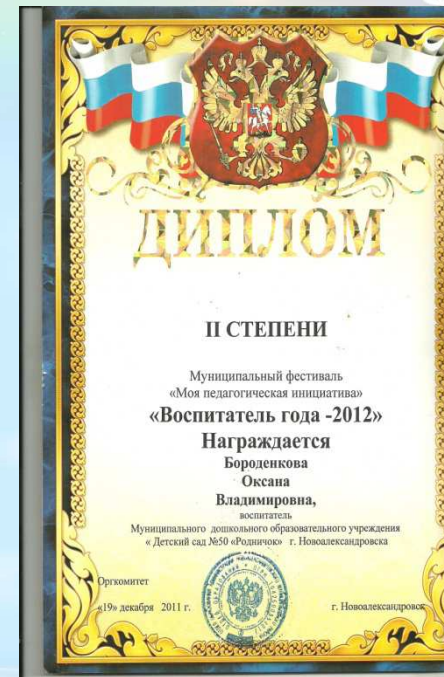 ДИПЛОМ
II СТЕПЕНИ
Муниципальный фестиваль
«Моя педагогическая инициатива»
«Воспитатель года -2012»
Награждается
Бороденкова
Оксана
Владимировна,
воспитатель
Муниципального дошкольного образовательного учреждения
« Детский сад №50 «Родничок» г. Новоалександровска
Оргкомитет
«19» декабря 2011 г. г. Новоалександровск